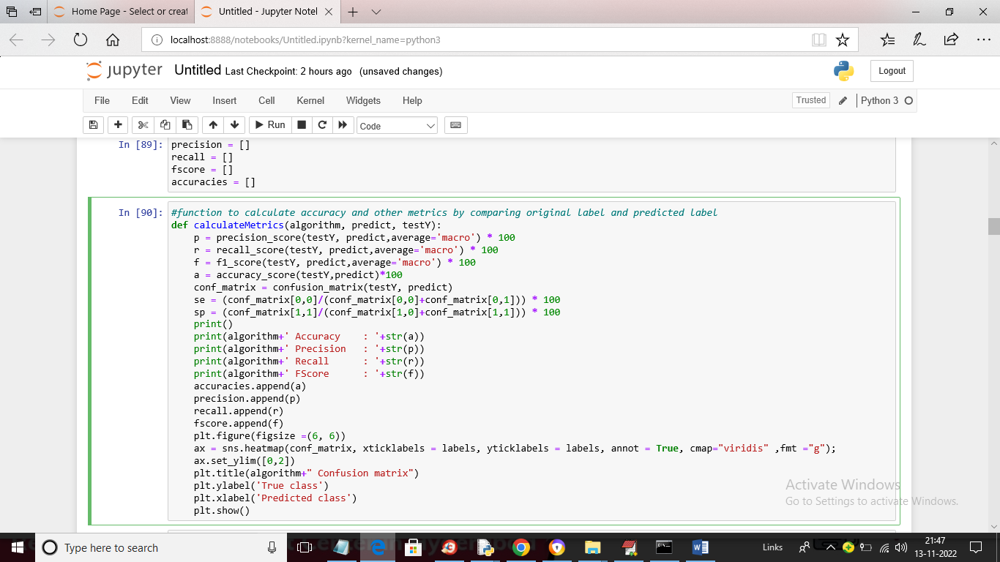 Home Page - Select or creat
Untitled - Jupyter Notel
localhost:8888/notebooks/Untitled.ipynb?kernel_name=python3
jupyter Untitled Last Checkpoint: 2 hours ago (unsaved changes)
Logout
File Edit View Insert Cell Kernel Widgets Help
Trusted Python 3
Run Code
In [89]: precision = []
recall = []
fscore = []
accuracies = []
In [90]: #function to calculate accuracy and other metrics by comparing original label and predicted label
def calculateMetrics(algorithm, predict, testY):
p = precision_score(testY, predict,average='macro') * 100
r = recall_score(testY, predict,average='macro') * 100
f = f1_score(testY, predict,average='macro') * 100
a = accuracy_score(testY,predict)*100
conf_matrix = confusion_matrix(testY, predict)
se = (conf_matrix[0,0]/(conf_matrix[0,0]+conf_matrix[0,1])) * 100
sp = (conf_matrix[1,1]/(conf_matrix[1,0]+conf_matrix[1,1])) * 100
print()
print(algorithm+' Accuracy    : '+str(a))
print(algorithm+' Precision   : '+str(p))
print(algorithm+' Recall      : '+str(r))
print(algorithm+' FScore      : '+str(f))
accuracies.append(a)
precision.append(p)
recall.append(r)
fscore.append(f)
plt.figure(figsize =(6, 6))
ax = sns.heatmap(conf_matrix, xticklabels = labels, yticklabels = labels, annot = True, cmap="viridis" ,fmt ="g");
ax.set_ylim([0,2])
plt.title(algorithm+" Confusion matrix")
plt.ylabel('True class')
plt.xlabel('Predicted class')
plt.show()
Activate Windows
Go to Settings to activate Windows.
Type here to search
Links
21:47
13-11-2022